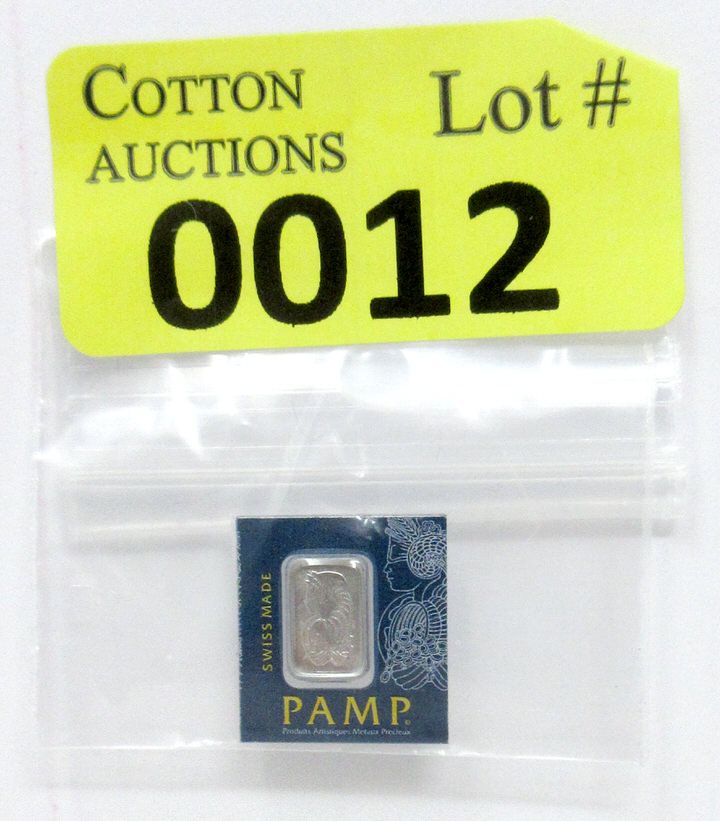 COTTON
AUCTIONS
Lot #
0012
SWISS MADE
PAMP
Produits Artistiques Métaux Précieux